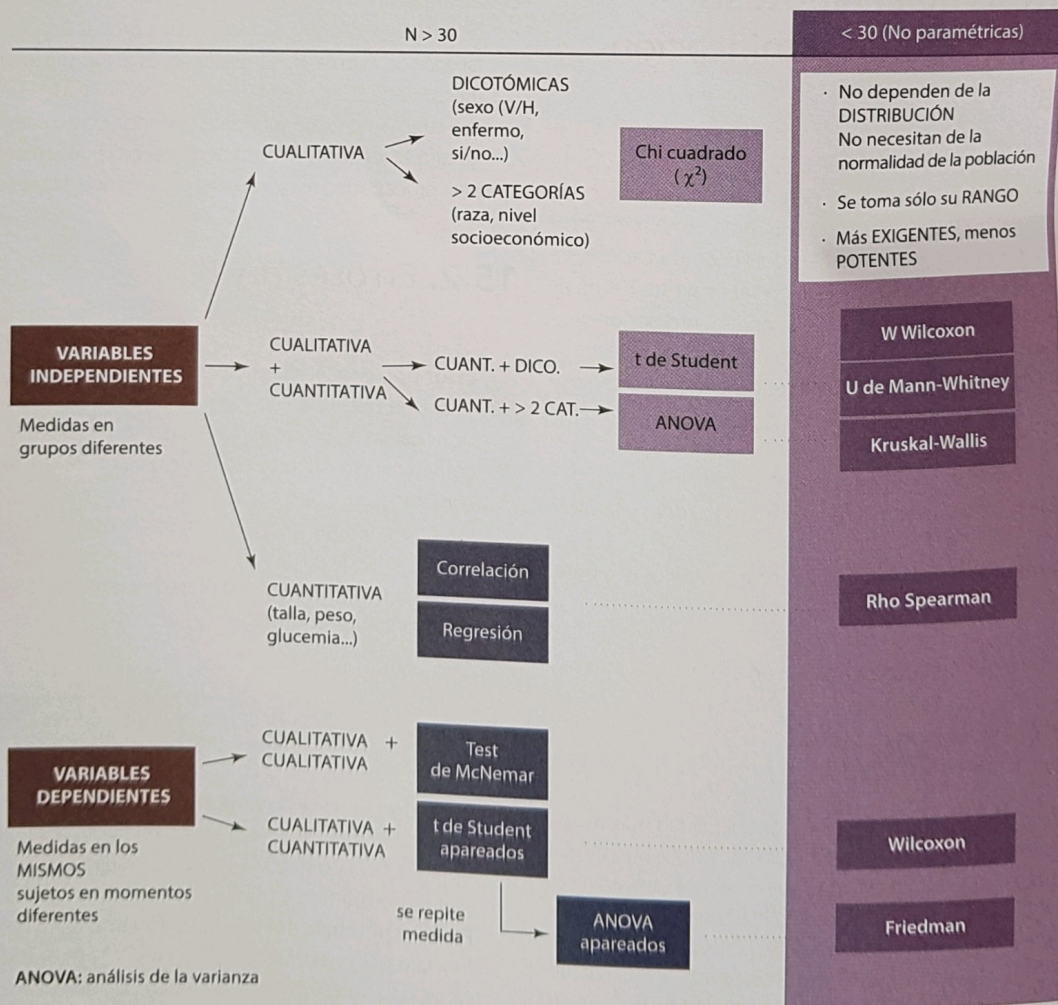 N > 30
< 30 (No paramétricas)
DICOTÓMICAS
(sexo (V/H,
enfermo,
si/no...)
CUALITATIVA
> 2 CATEGORÍAS
(raza, nivel
socioeconómico)
Chi cuadrado
(χ²)
· No dependen de la
DISTRIBUCIÓN
No necesitan de la
normalidad de la población
· Se toma sólo su RANGO
· Más EXIGENTES, menos
POTENTES
VARIABLES
INDEPENDIENTES
Medidas en
grupos diferentes
CUALITATIVA
+
CUANTITATIVA
CUANT. + DICO.
CUANT. + > 2 CAT.
t de Student
ANOVA
W Wilcoxon
U de Mann-Whitney
Kruskal-Wallis
CUANTITATIVA
(talla, peso,
glucemia...)
Correlación
Regresión
Rho Spearman
VARIABLES
DEPENDIENTES
Medidas en los
MISMOS
sujetos en momentos
diferentes
CUALITATIVA +
CUALITATIVA
Test
de McNemar
CUALITATIVA +
CUANTITATIVA
t de Student
apareados
Wilcoxon
se repite
medida
ANOVA
apareados
Friedman
ANOVA: análisis de la varianza